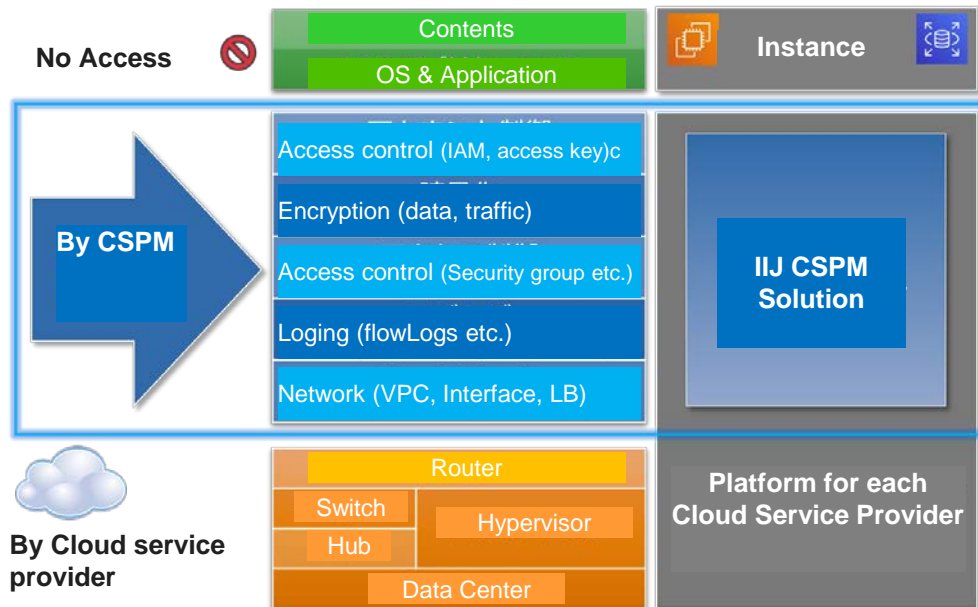 No Access
Contents
OS & Application
Instance
By CSPM
Access control (IAM, access key)c
Encryption (data, traffic)
Access control (Security group etc.)
Loging (flowLogs etc.)
Network (VPC, Interface, LB)
IIJ CSPM
Solution
By Cloud service
provider
Router
Switch
Hub
Hypervisor
Data Center
Platform for each
Cloud Service Provider